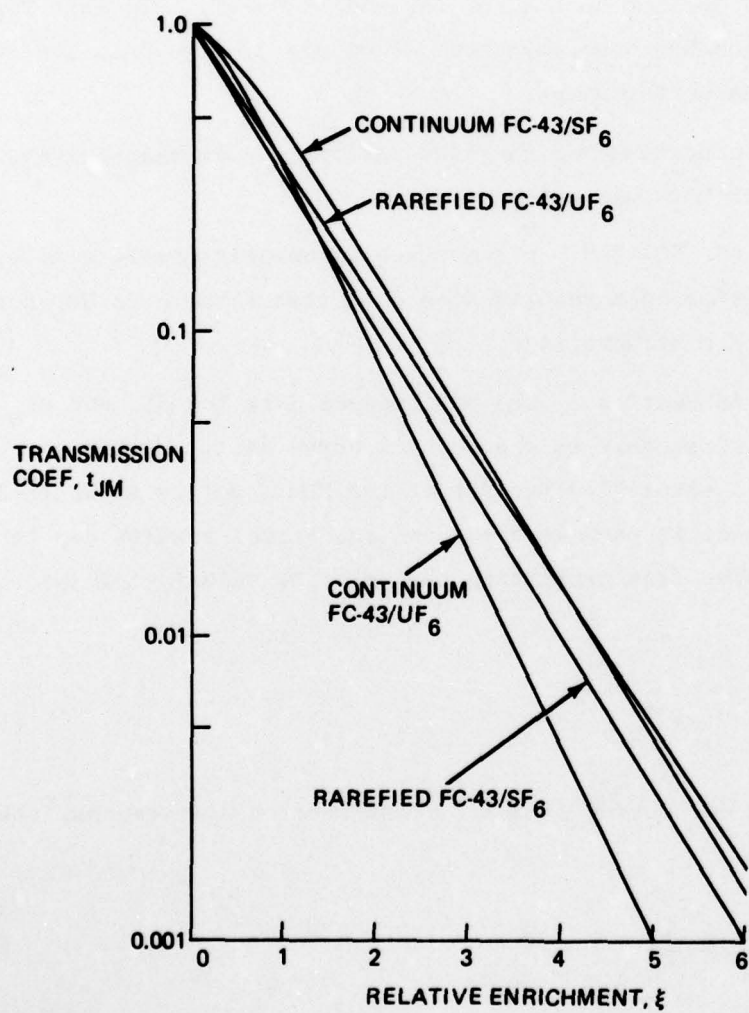 1.0
CONTINUUM FC-43/SF6
RAREFIED FC-43/UF6
0.1
TRANSMISSION
COEF, tJM
CONTINUUM
FC-43/UF6
0.01
RAREFIED FC-43/SF6
0.001
0 1 2 3 4 5 6
RELATIVE ENRICHMENT, ξ